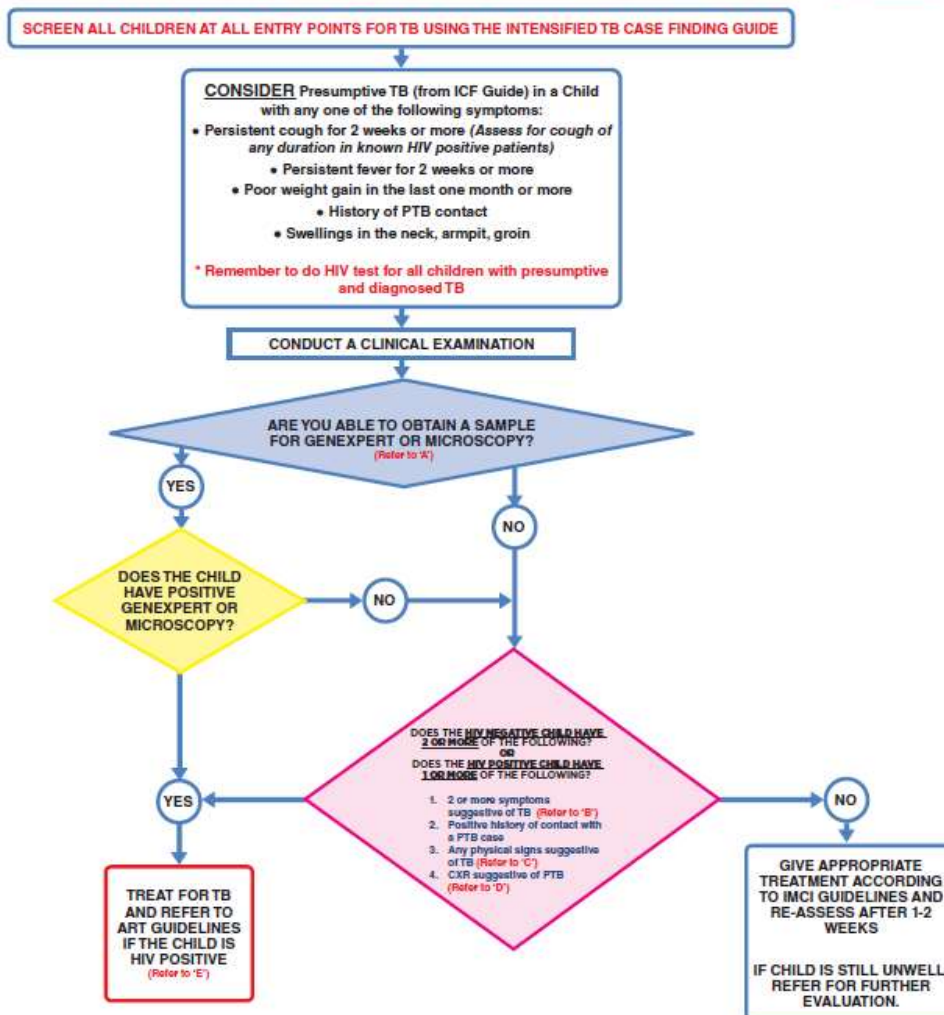 SCREEN ALL CHILDREN AT ALL ENTRY POINTS FOR TB USING THE INTENSIFIED TB CASE FINDING GUIDE
CONSIDER Presumptive TB (from ICF Guide) in a Child
with any one of the following symptoms:
• Persistent cough for 2 weeks or more (Assess for cough of
any duration in known HIV positive patients)
• Persistent fever for 2 weeks or more
• Poor weight gain in the last one month or more
• History of PTB contact
• Swellings in the neck, armpit, groin
* Remember to do HIV test for all children with presumptive
and diagnosed TB
CONDUCT A CLINICAL EXAMINATION
ARE YOU ABLE TO OBTAIN A SAMPLE
FOR GENEXPERT OR MICROSCOPY?
(Refer to 'A')
YES
NO
DOES THE CHILD
HAVE POSITIVE
GENEXPERT OR
MICROSCOPY?
NO
DOES THE HIV NEGATIVE CHILD HAVE
2 OR MORE OF THE FOLLOWING?
OR
DOES THE HIV POSITIVE CHILD HAVE
1 OR MORE OF THE FOLLOWING?
1. 2 or more symptoms
suggestive of TB (Refer to 'B')
2. Positive history of contact with
a PTB case
3. Any physical signs suggestive
of TB (Refer to 'C')
4. CXR suggestive of PTB
(Refer to 'D')
YES
NO
TREAT FOR TB
AND REFER TO
ART GUIDELINES
IF THE CHILD IS
HIV POSITIVE
(Refer to 'E')
GIVE APPROPRIATE
TREATMENT ACCORDING
TO IMCI GUIDELINES AND
RE-ASSESS AFTER 1-2
WEEKS
IF CHILD IS STILL UNWELL
REFER FOR FURTHER
EVALUATION.